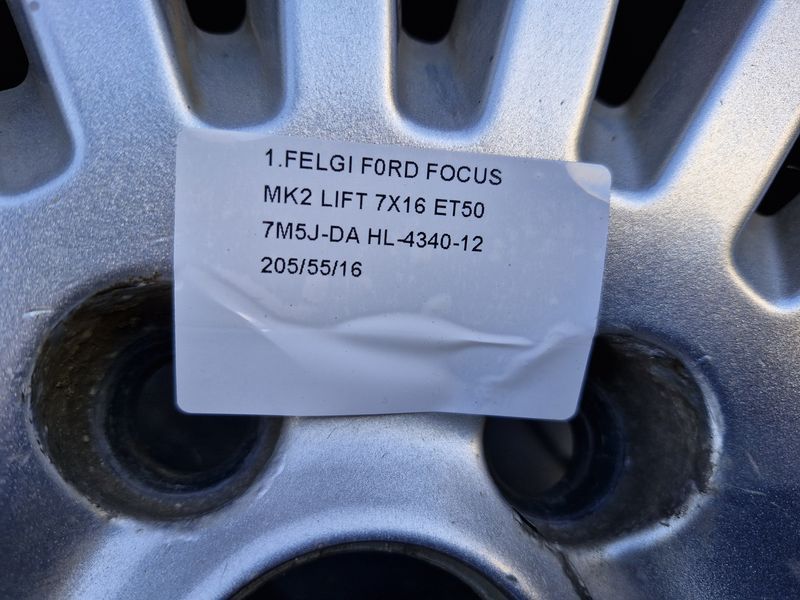 1.FELGI F0RD FOCUS
MK2 LIFT 7X16 ET50
7M5J-DA HL-4340-12
205/55/16